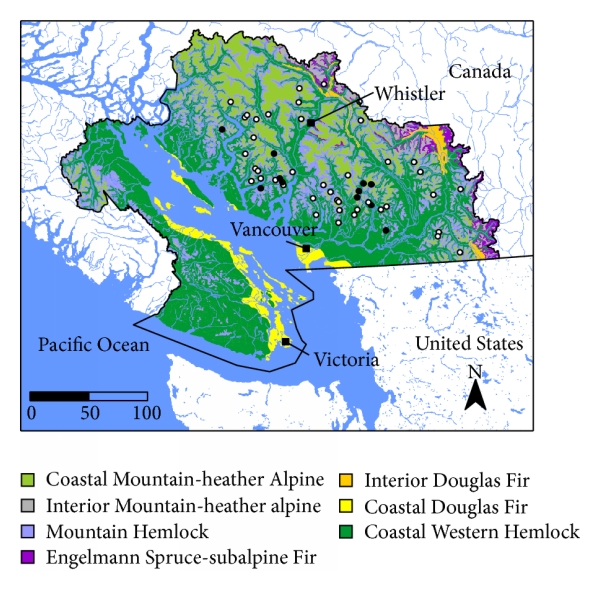 Canada
Whistler
Vancouver
Pacific Ocean
United States
Victoria
N
0 50 100
Coastal Mountain-heather Alpine
Interior Mountain-heather alpine
Mountain Hemlock
Engelmann Spruce-subalpine Fir
Interior Douglas Fir
Coastal Douglas Fir
Coastal Western Hemlock